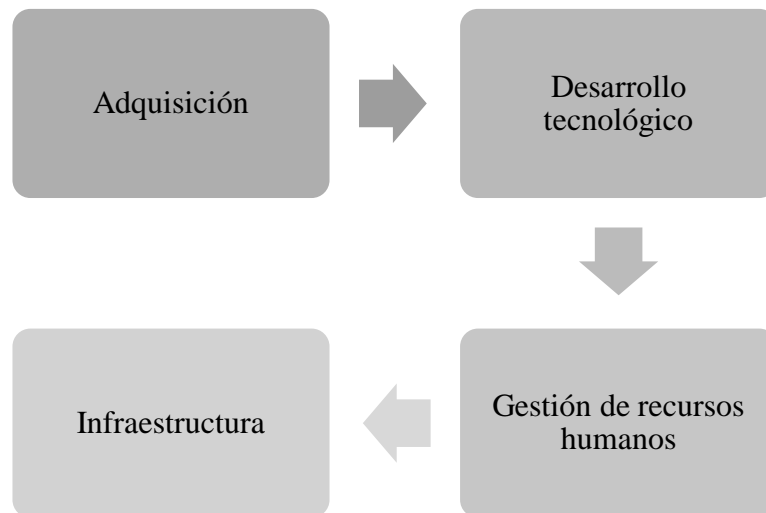 Adquisición
Desarrollo
tecnológico
Gestión de recursos
humanos
Infraestructura